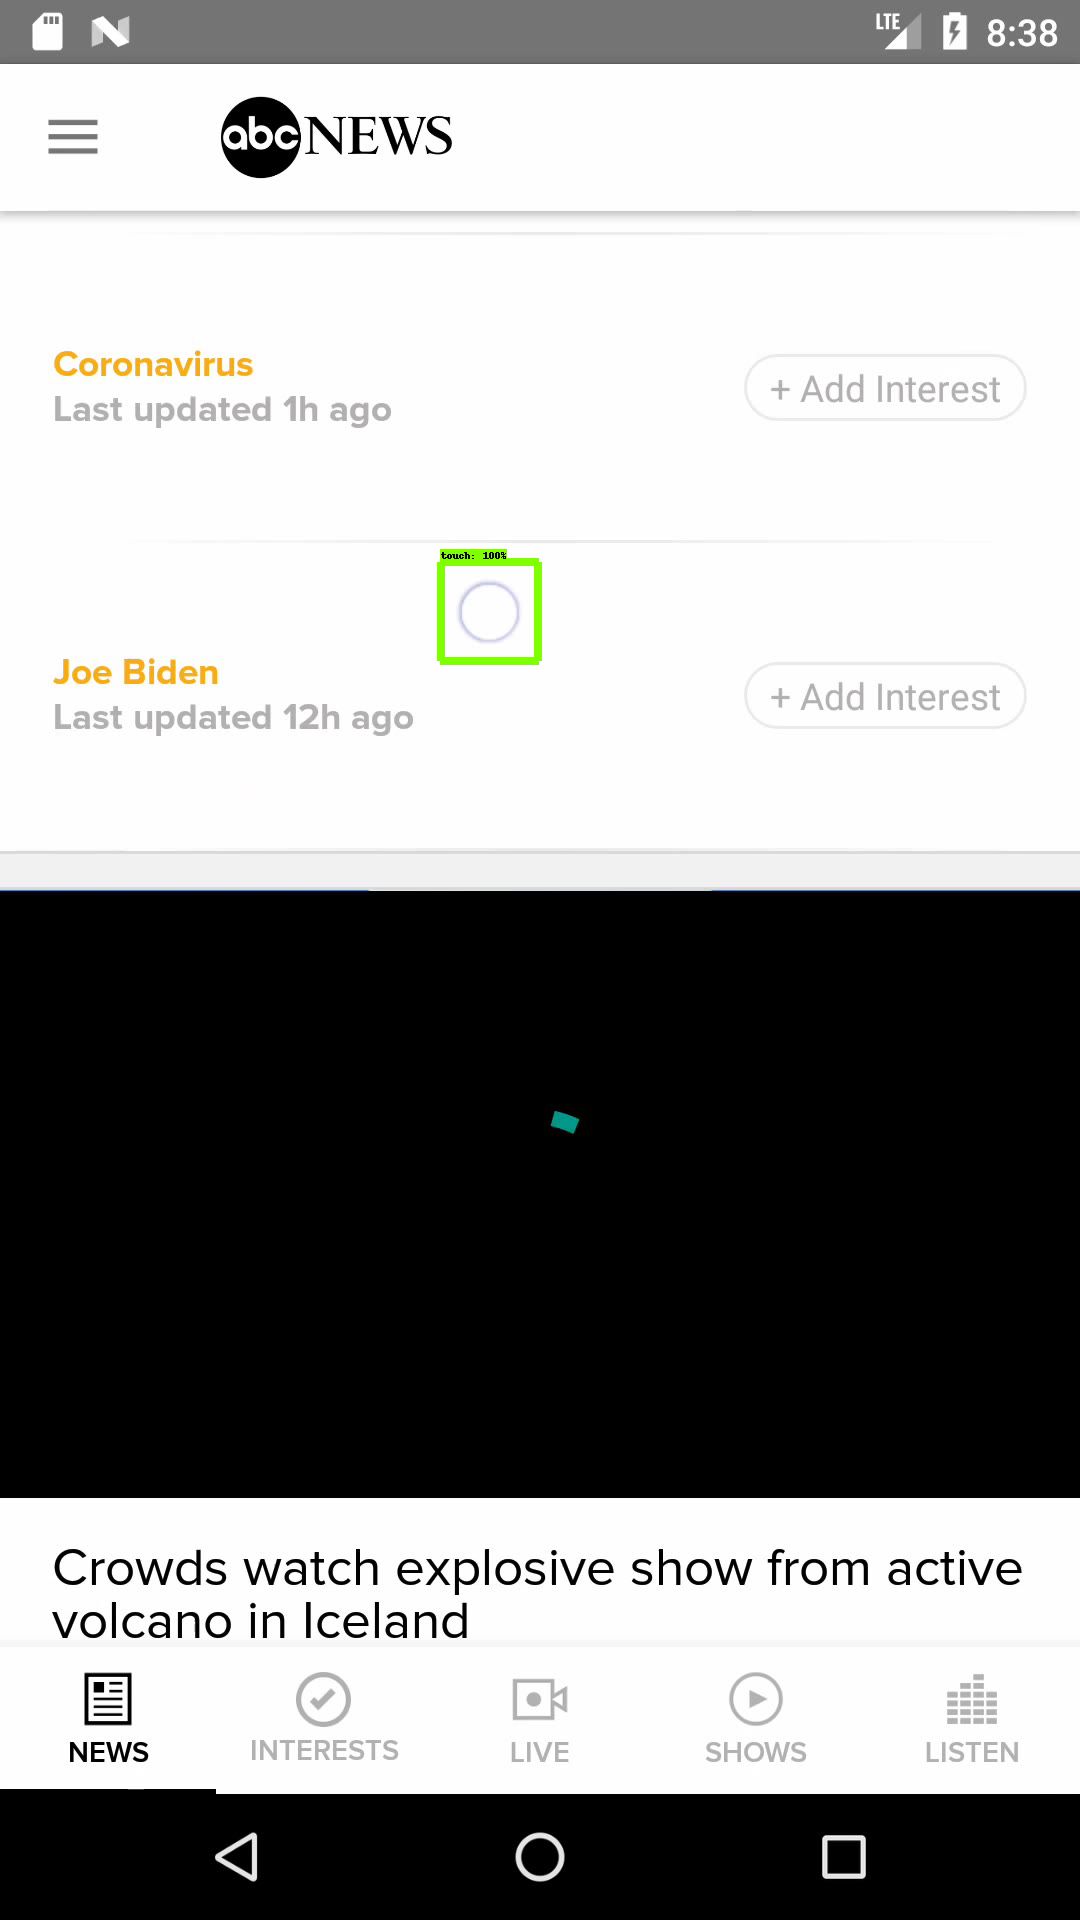 LTE 8:38
abc NEWS
Coronavirus
Last updated 1h ago
+ Add Interest
touch: 100%
Joe Biden
Last updated 12h ago
+ Add Interest
Crowds watch explosive show from active
volcano in Iceland
NEWS INTERESTS LIVE SHOWS LISTEN